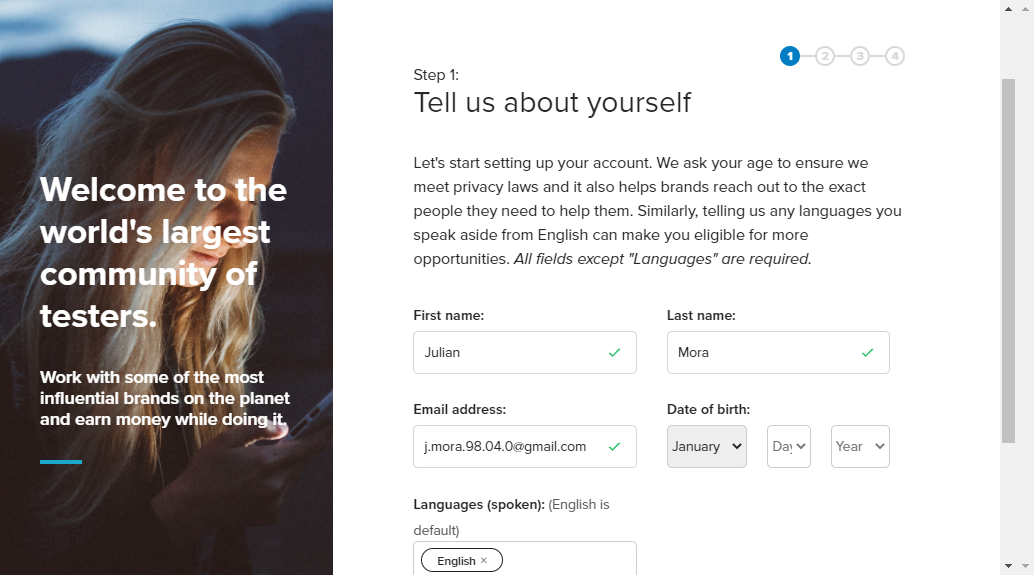 Welcome to the
world's largest
community of
testers.
Work with some of the most
influential brands on the planet
and earn money while doing it.
1 2 3 4
Step 1:
Tell us about yourself
Let's start setting up your account. We ask your age to ensure we
meet privacy laws and it also helps brands reach out to the exact
people they need to help them. Similarly, telling us any languages you
speak aside from English can make you eligible for more
opportunities. All fields except "Languages" are required.
First name: Last name:
Julian Mora
Email address: Date of birth:
j.mora.98.04.0@gmail.com January Day Year
Languages (spoken): (English is
default)
English ×